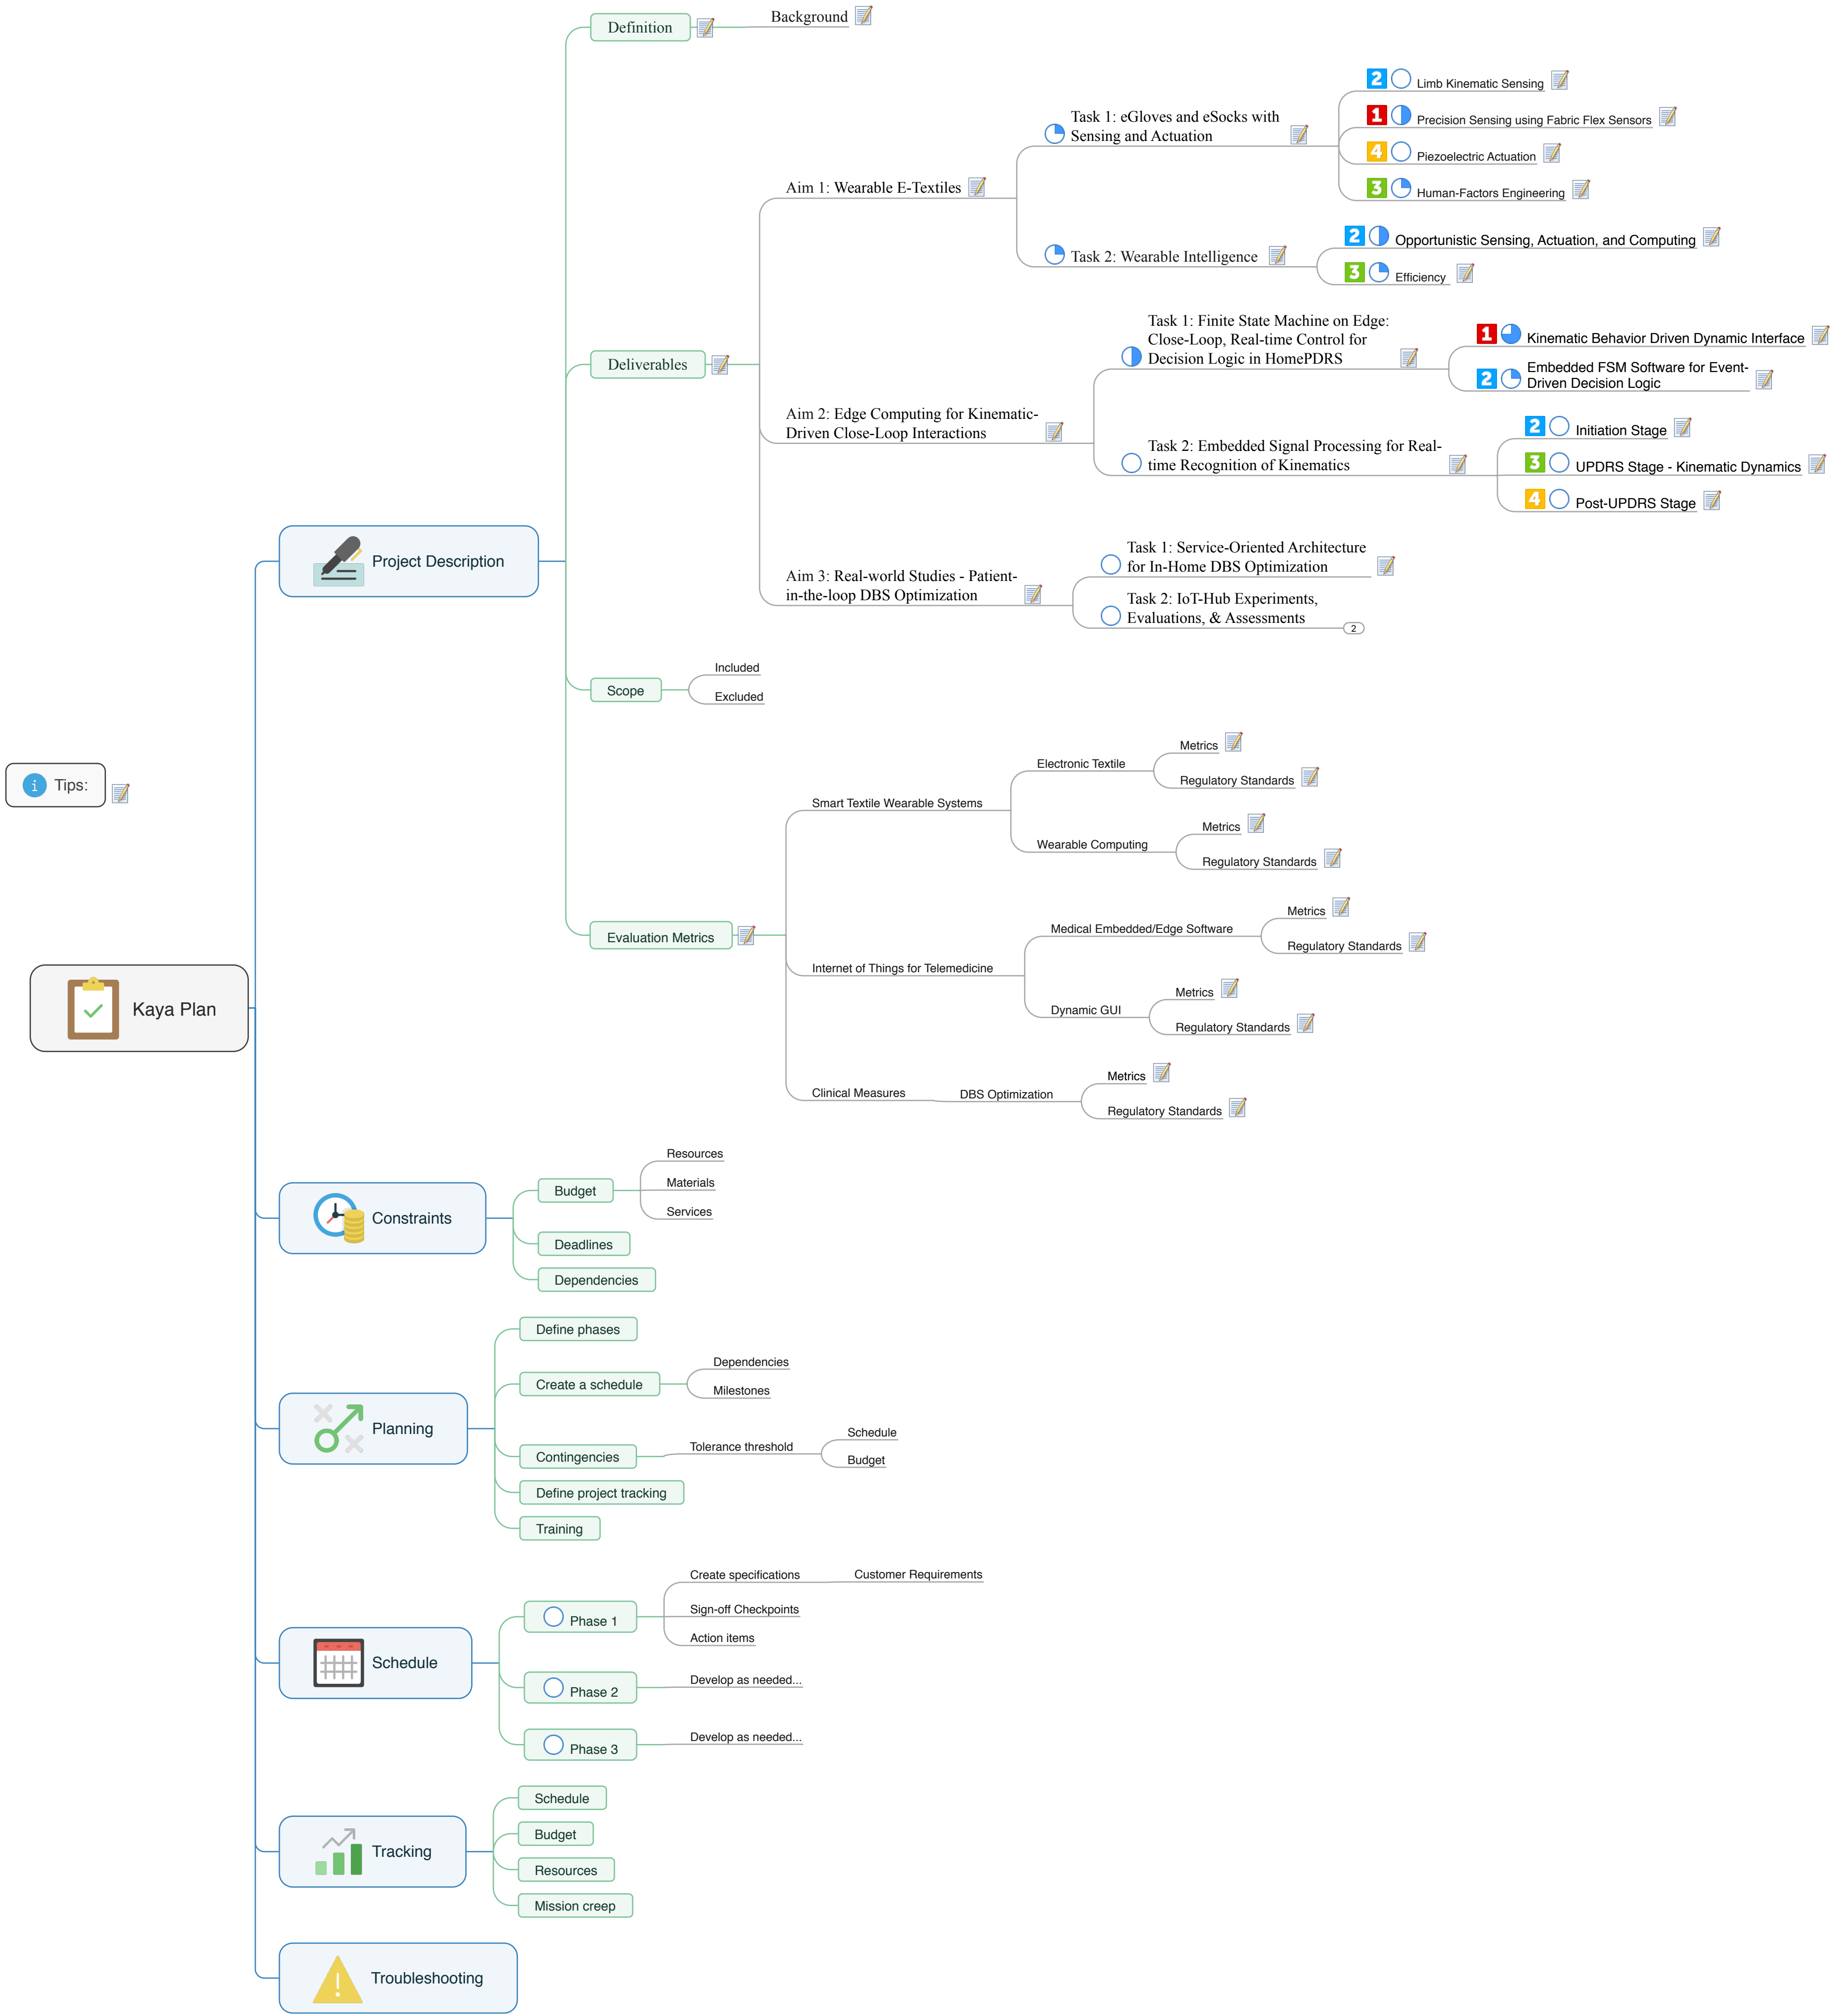 Definition
Background
2 Limb Kinematic Sensing
Task 1: eGloves and eSocks with
Sensing and Actuation
1 Precision Sensing using Fabric Flex Sensors
4 Piezoelectric Actuation
3 Human-Factors Engineering
Aim 1: Wearable E-Textiles
2 Opportunistic Sensing, Actuation, and Computing
Task 2: Wearable Intelligence
3 Efficiency
Deliverables
Task 1: Finite State Machine on Edge:
Close-Loop, Real-time Control for
Decision Logic in HomePDRS
1 Kinematic Behavior Driven Dynamic Interface
2 Embedded FSM Software for Event-
Driven Decision Logic
Aim 2: Edge Computing for Kinematic-
Driven Close-Loop Interactions
Task 2: Embedded Signal Processing for Real-
time Recognition of Kinematics
2 Initiation Stage
3 UPDRS Stage - Kinematic Dynamics
4 Post-UPDRS Stage
Project Description
Aim 3: Real-world Studies - Patient-
in-the-loop DBS Optimization
Task 1: Service-Oriented Architecture
for In-Home DBS Optimization
Task 2: IoT-Hub Experiments,
Evaluations, & Assessments
2
Scope
Included
Excluded
i Tips:
Evaluation Metrics
Smart Textile Wearable Systems
Electronic Textile
Metrics
Regulatory Standards
Wearable Computing
Metrics
Regulatory Standards
Internet of Things for Telemedicine
Medical Embedded/Edge Software
Metrics
Regulatory Standards
Dynamic GUI
Metrics
Regulatory Standards
Clinical Measures
DBS Optimization
Metrics
Regulatory Standards
Kaya Plan
Constraints
Budget
Resources
Materials
Services
Deadlines
Dependencies
Planning
Define phases
Create a schedule
Dependencies
Milestones
Contingencies
Tolerance threshold
Schedule
Budget
Define project tracking
Training
Schedule
Phase 1
Create specifications
Customer Requirements
Sign-off Checkpoints
Action items
Phase 2
Develop as needed...
Phase 3
Develop as needed...
Tracking
Schedule
Budget
Resources
Mission creep
Troubleshooting